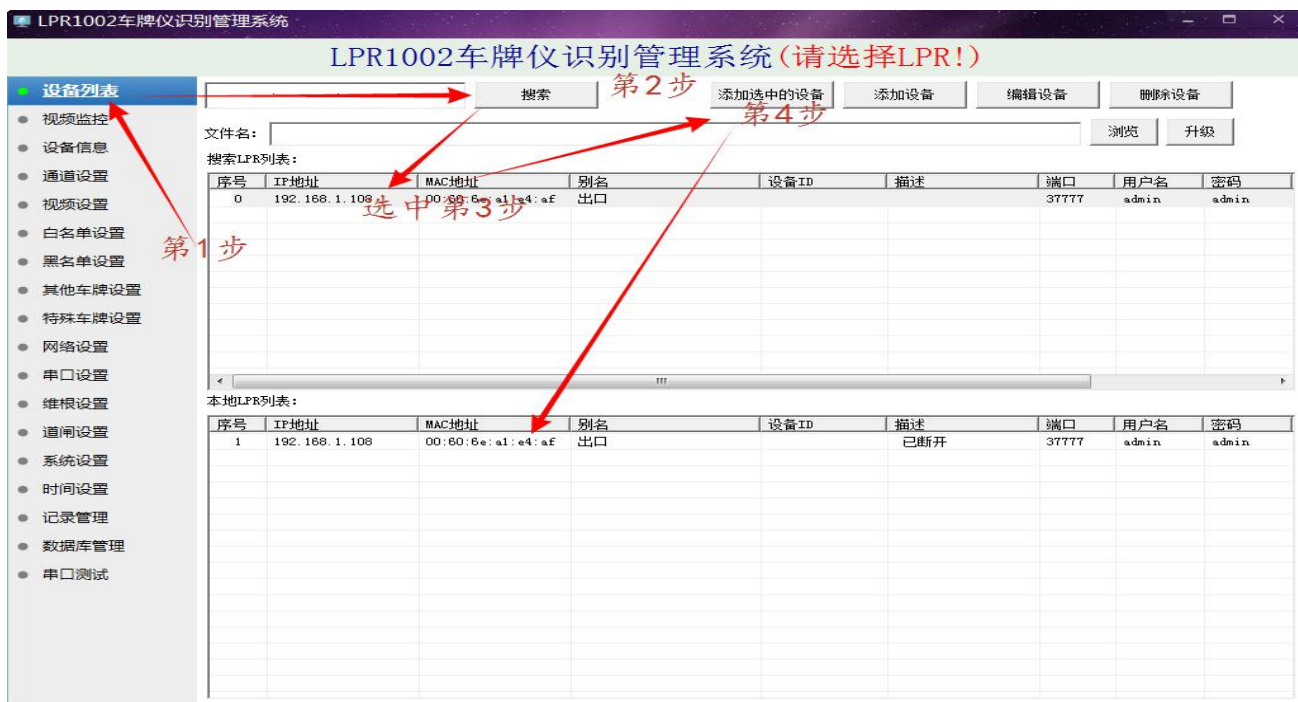 LPR1002车牌仪识别管理系统
LPR1002车牌仪识别管理系统(请选择LPR!)
设备列表
视频监控
设备信息
通道设置
视频设置
白名单设置
黑名单设置
其他车牌设置
特殊车牌设置
网络设置
串口设置
维根设置
道闸设置
系统设置
时间设置
记录管理
数据库管理
串口测试
第1步
搜索 第2步 添加选中的设备 添加设备 编辑设备 删除设备
第4步
文件名: 浏览 升级
搜索LPR列表:
序号 IP地址 MAC地址 别名 设备ID 描述 端口 用户名 密码
0 192.168.1.108 00:60:6e:a1:e4:af 出口 37777 admin admin
选中第3步
本地LPR列表:
序号 IP地址 MAC地址 别名 设备ID 描述 端口 用户名 密码
1 192.168.1.108 00:60:6e:a1:e4:af 出口 已断开 37777 admin admin